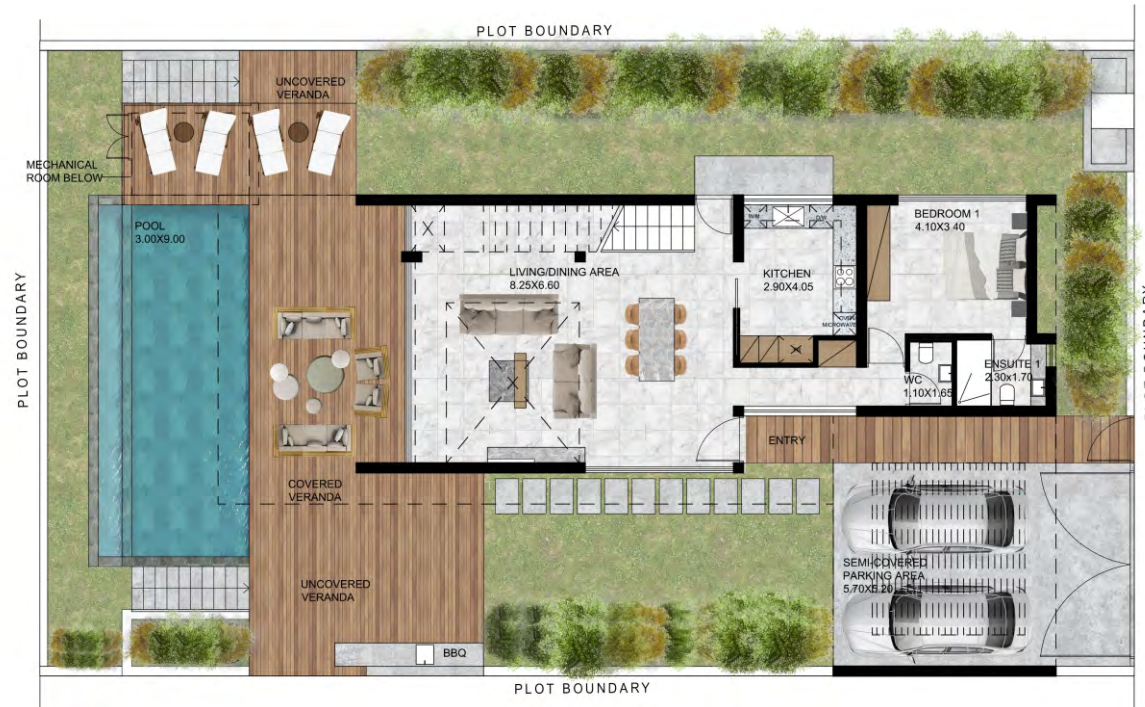 PLOT BOUNDARY
UNCOVERED
VERANDA
MECHANICAL
ROOM BELOW
POOL
3.00X9.00
PLOT BOUNDARY
LIVING/DINING AREA
8.25X6.60
KITCHEN
2.90X4.05
D/W
OVEN
MICROWAVE
BEDROOM 1
4.10X3.40
WC
1.10X1.65
ENSUITE 1
2.30x1.70
ENTRY
COVERED
VERANDA
UNCOVERED
VERANDA
SEMI-COVERED
PARKING AREA
5.70X5.20
BBQ
PLOT BOUNDARY